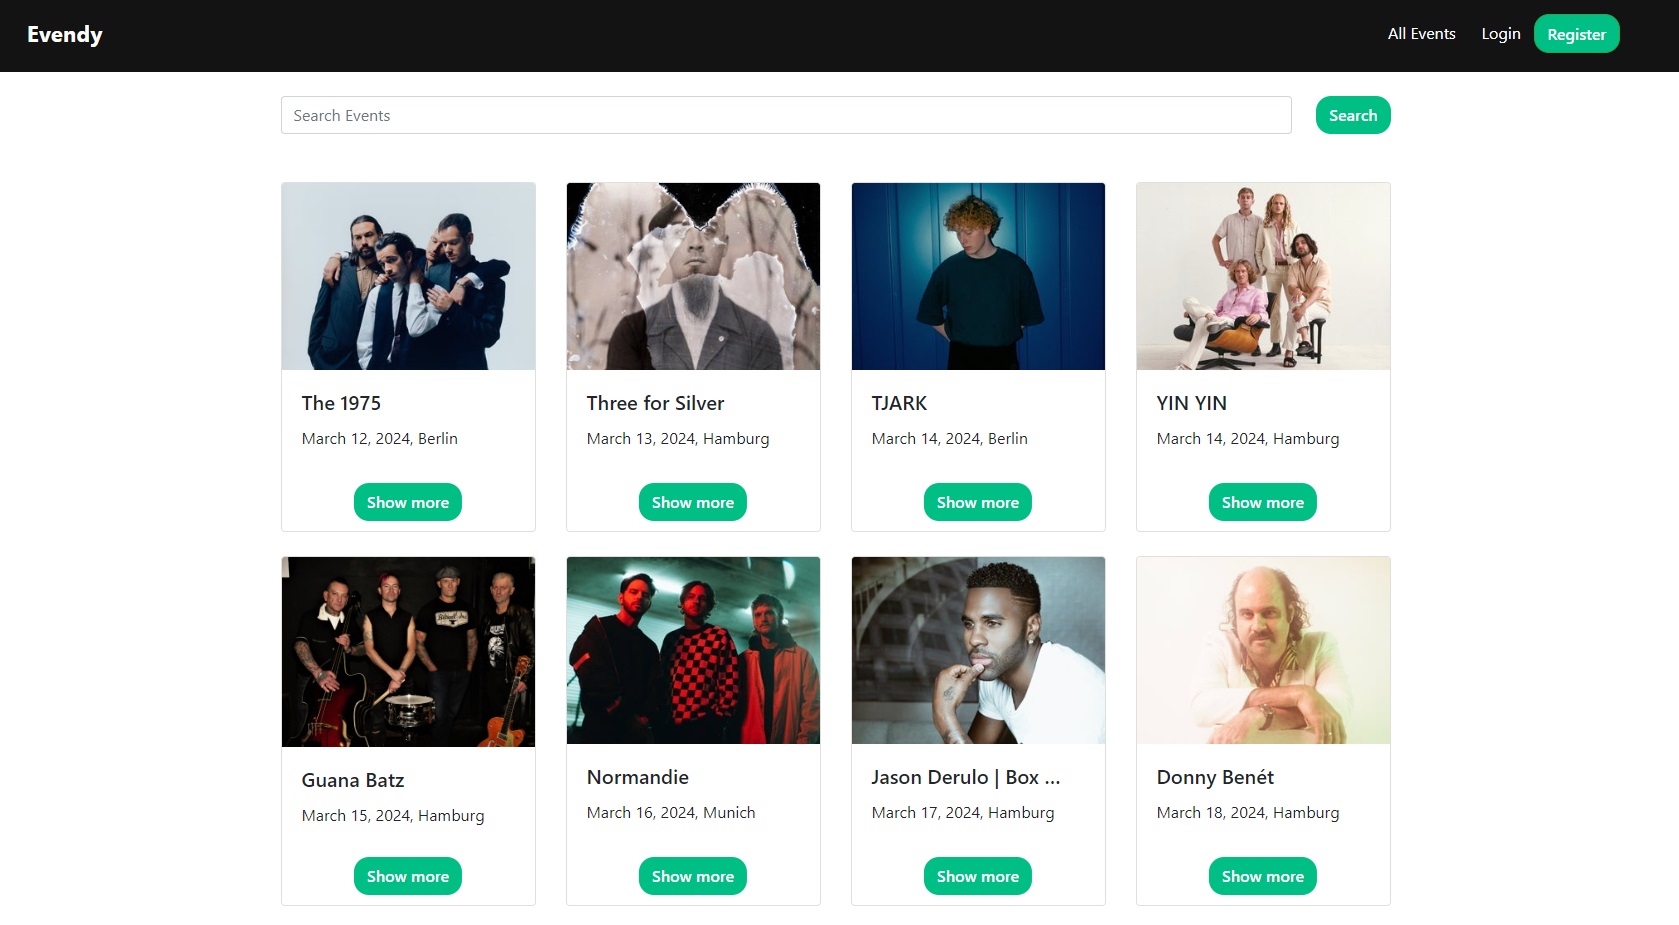 Evendy
All Events Login Register
Search Events
Search
The 1975
March 12, 2024, Berlin
Show more
Three for Silver
March 13, 2024, Hamburg
Show more
TJARK
March 14, 2024, Berlin
Show more
YIN YIN
March 14, 2024, Hamburg
Show more
Guana Batz
March 15, 2024, Hamburg
Show more
Normandie
March 16, 2024, Munich
Show more
Jason Derulo | Box ...
March 17, 2024, Hamburg
Show more
Donny Benét
March 18, 2024, Hamburg
Show more